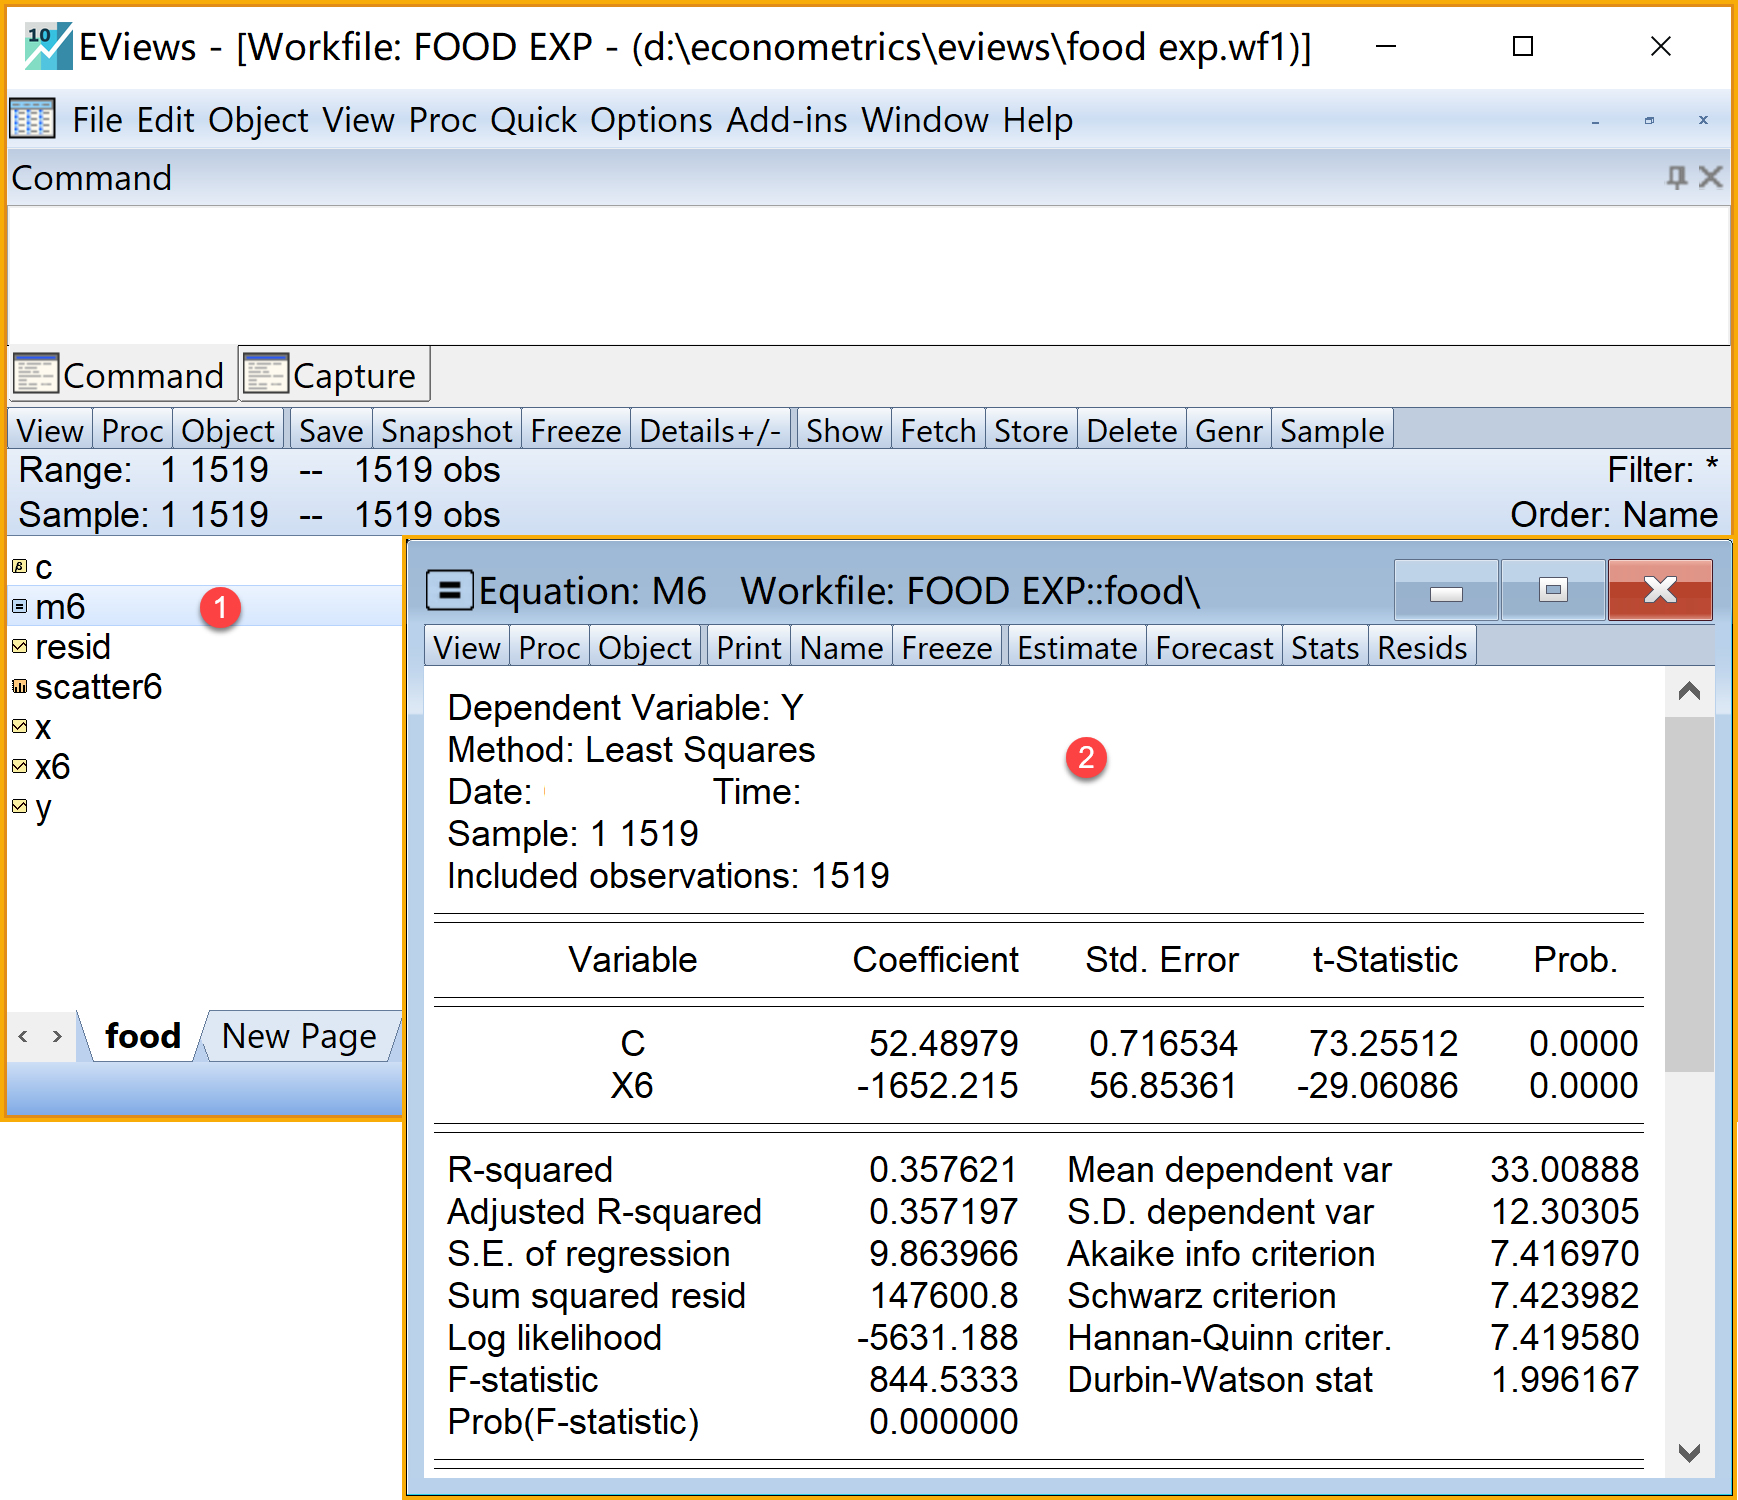 10 EViews - [Workfile: FOOD EXP - (d:\econometrics\eviews\food exp.wf1)]
File Edit Object View Proc Quick Options Add-ins Window Help
Command
Command Capture
View Proc Object Save Snapshot Freeze Details+/- Show Fetch Store Delete Genr Sample
Range: 1 1519 -- 1519 obs Filter: *
Sample: 1 1519 -- 1519 obs Order: Name
β c
m6 1
resid
scatter6
x
x6
y
food New Page
Equation: M6 Workfile: FOOD EXP::food\
View Proc Object Print Name Freeze Estimate Forecast Stats Resids
Dependent Variable: Y
Method: Least Squares 2
Date: Time:
Sample: 1 1519
Included observations: 1519
Variable Coefficient Std. Error t-Statistic Prob.
C 52.48979 0.716534 73.25512 0.0000
X6 -1652.215 56.85361 -29.06086 0.0000
R-squared 0.357621 Mean dependent var 33.00888
Adjusted R-squared 0.357197 S.D. dependent var 12.30305
S.E. of regression 9.863966 Akaike info criterion 7.416970
Sum squared resid 147600.8 Schwarz criterion 7.423982
Log likelihood -5631.188 Hannan-Quinn criter. 7.419580
F-statistic 844.5333 Durbin-Watson stat 1.996167
Prob(F-statistic) 0.000000